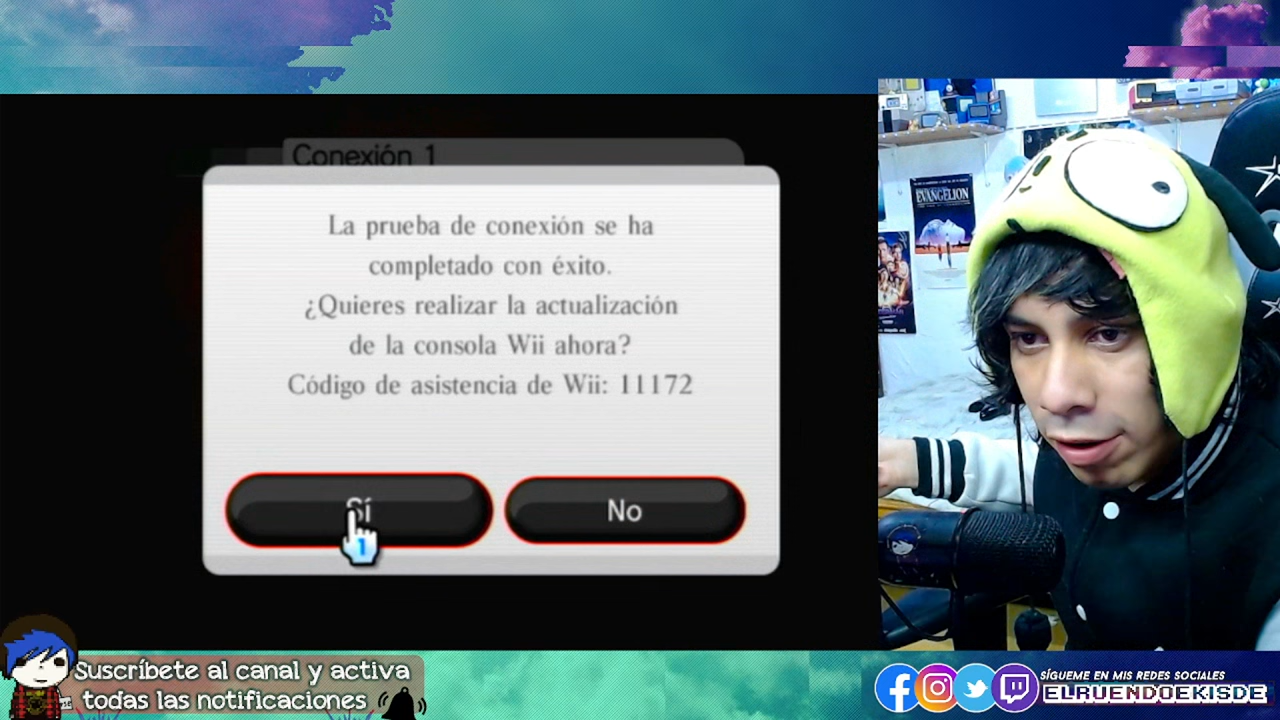 Conexión 1
La prueba de conexión se ha
completado con éxito.
¿Quieres realizar la actualización
de la consola Wii ahora?
Código de asistencia de Wii: 11172
Sí
No
1
EVANGELION
Suscríbete al canal y activa
todas las notificaciones
SÍGUEME EN MIS REDES SOCIALES
ELRUENDOEKISDE